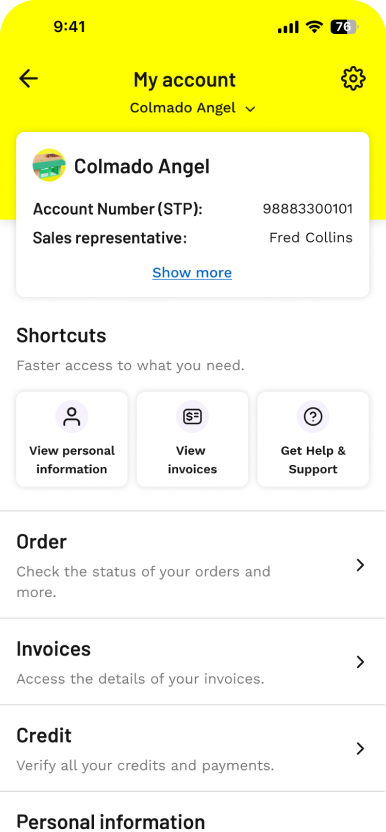 9:41
76
My account
Colmado Angel
Colmado Angel
Account Number (STP): 98883300101
Sales representative: Fred Collins
Show more
Shortcuts
Faster access to what you need.
View personal
information
View
invoices
Get Help &
Support
Order
Check the status of your orders and
more.
Invoices
Access the details of your invoices.
Credit
Verify all your credits and payments.
Personal information